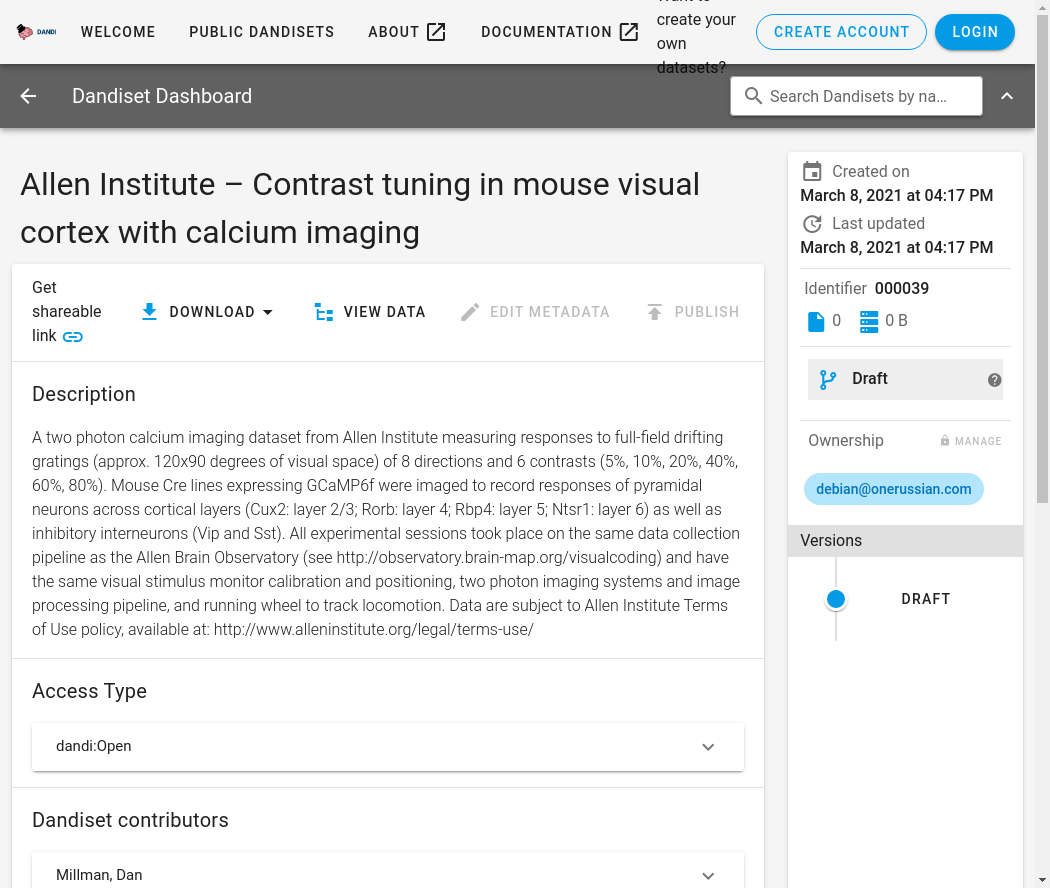 DANDI
WELCOME
PUBLIC DANDISETS
ABOUT
DOCUMENTATION
Want to
create your
own
datasets?
CREATE ACCOUNT
LOGIN
Dandiset Dashboard
Search Dandisets by na…
Allen Institute – Contrast tuning in mouse visual
cortex with calcium imaging
Get
shareable
link
DOWNLOAD
VIEW DATA
EDIT METADATA
PUBLISH
Description
A two photon calcium imaging dataset from Allen Institute measuring responses to full-field drifting
gratings (approx. 120x90 degrees of visual space) of 8 directions and 6 contrasts (5%, 10%, 20%, 40%,
60%, 80%). Mouse Cre lines expressing GCaMP6f were imaged to record responses of pyramidal
neurons across cortical layers (Cux2: layer 2/3; Rorb: layer 4; Rbp4: layer 5; Ntsr1: layer 6) as well as
inhibitory interneurons (Vip and Sst). All experimental sessions took place on the same data collection
pipeline as the Allen Brain Observatory (see http://observatory.brain-map.org/visualcoding) and have
the same visual stimulus monitor calibration and positioning, two photon imaging systems and image
processing pipeline, and running wheel to track locomotion. Data are subject to Allen Institute Terms
of Use policy, available at: http://www.alleninstitute.org/legal/terms-use/
Access Type
dandi:Open
Dandiset contributors
Millman, Dan
Created on
March 8, 2021 at 04:17 PM
Last updated
March 8, 2021 at 04:17 PM
Identifier 000039
0
0 B
Draft
Ownership
MANAGE
debian@onerussian.com
Versions
DRAFT